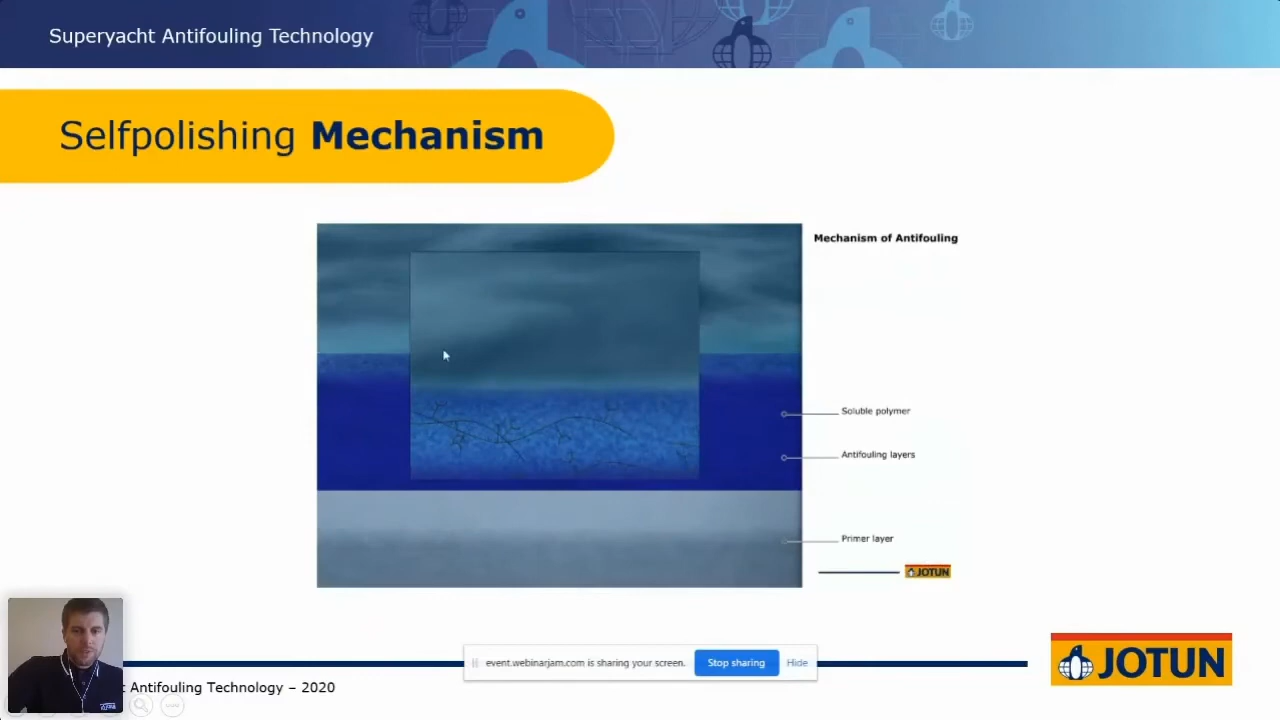 Superyacht Antifouling Technology
Selfpolishing Mechanism
Mechanism of Antifouling
Soluble polymer
Antifouling layers
Primer layer
JOTUN
event.webinarjam.com is sharing your screen.
Stop sharing
Hide
JOTUN
t Antifouling Technology – 2020